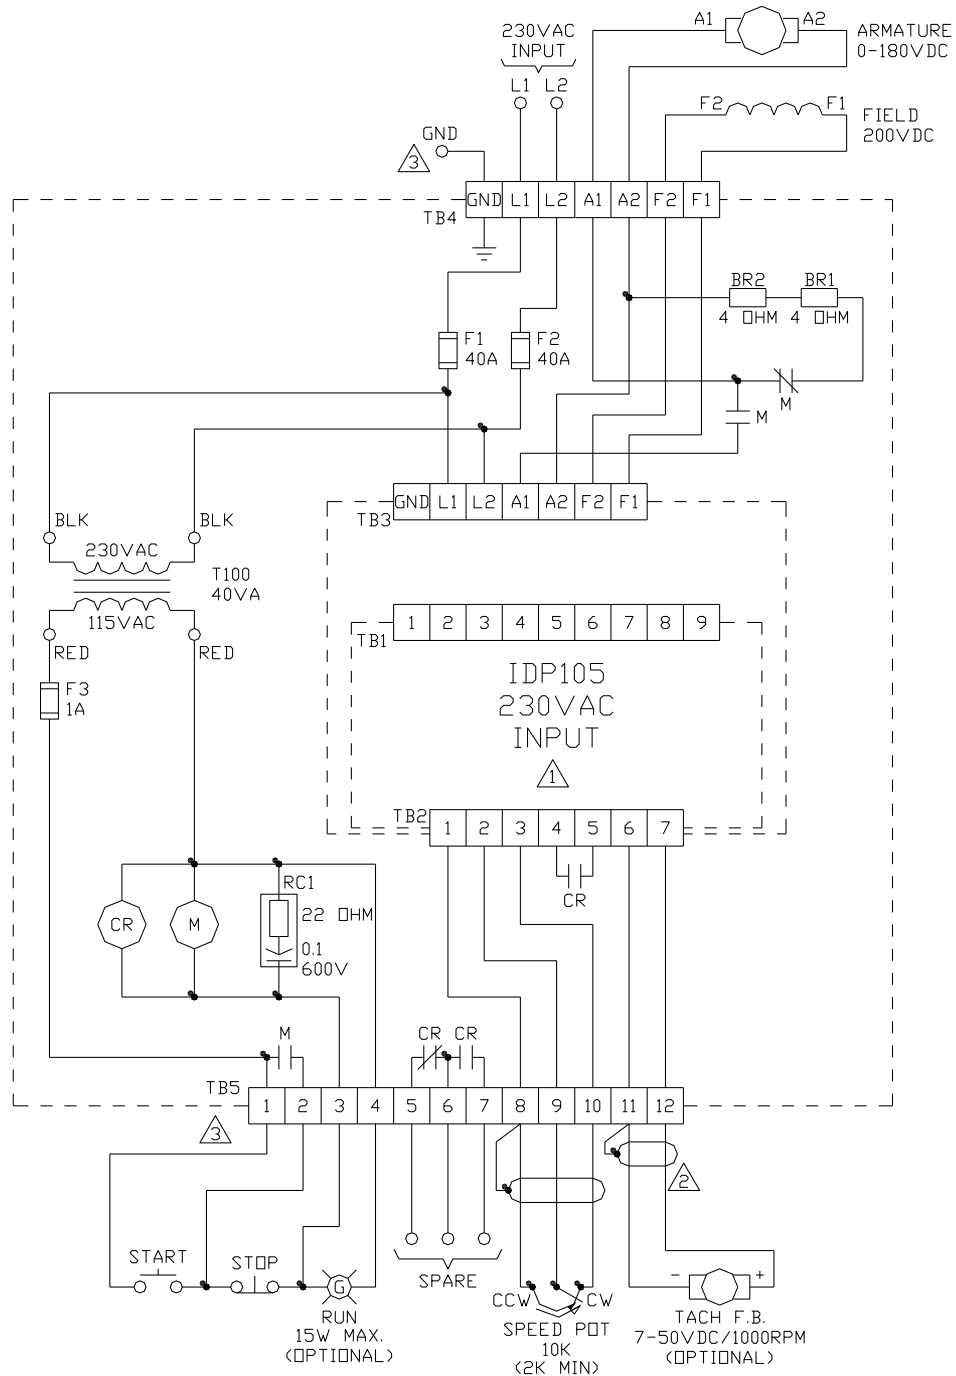 A1
A2
230VAC
INPUT
ARMATURE
0-180VDC
L1
L2
F2
F1
FIELD
200VDC
GND
3
GND L1 L2 A1 A2 F2 F1
TB4
BR2
BR1
4 OHM
4 OHM
F1
40A
F2
40A
M
M
GND L1 L2 A1 A2 F2 F1
TB3
BLK
BLK
230VAC
T100
40VA
115VAC
RED
RED
1 2 3 4 5 6 7 8 9
TB1
F3
1A
IDP105
230VAC
INPUT
1
TB2
1 2 3 4 5 6 7
CR
RC1
CR
M
22 OHM
0.1
600V
M
CR
CR
TB5
1 2 3 4 5 6 7 8 9 10 11 12
3
2
START
STOP
SPARE
G
RUN
15W MAX.
(OPTIONAL)
CCW
CW
SPEED POT
10K
(2K MIN)
-
+
TACH F.B.
7-50VDC/1000RPM
(OPTIONAL)